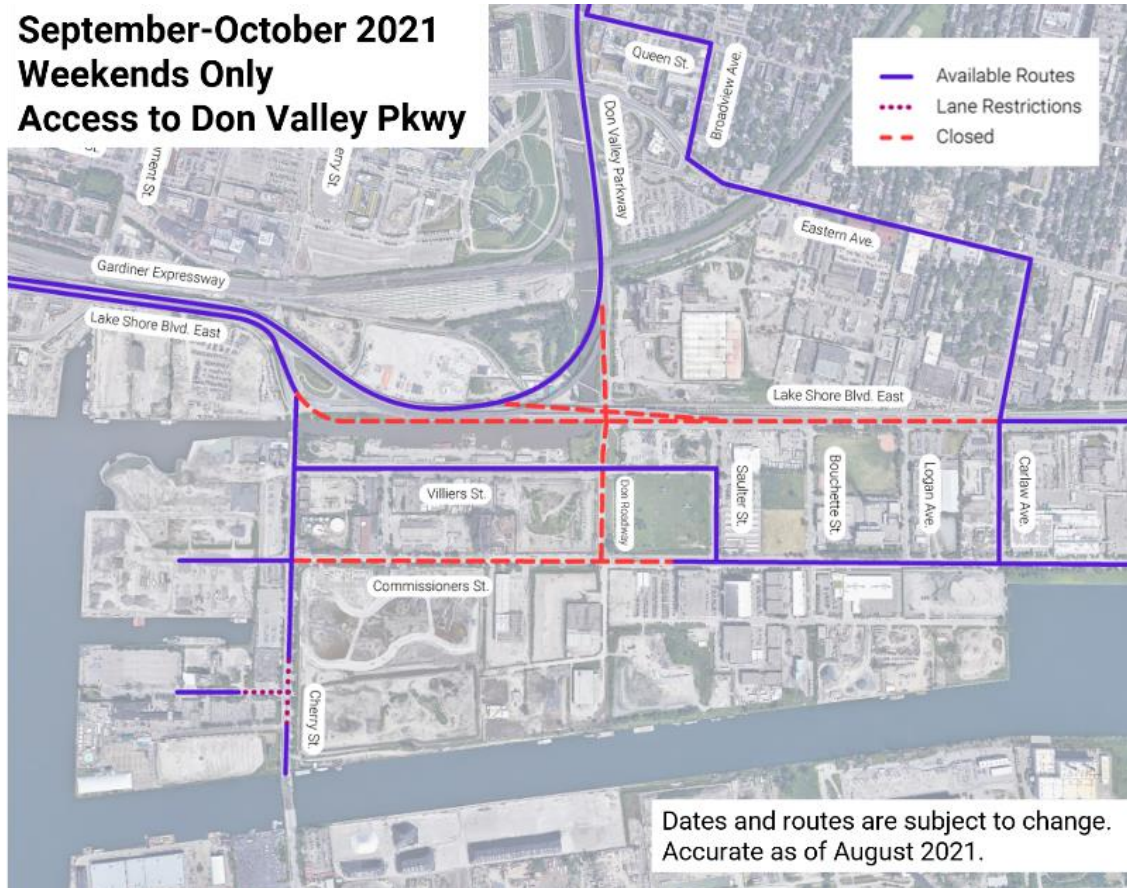 September-October 2021
Weekends Only
Access to Don Valley Pkwy
Queen St.
Broadview Ave.
Don Valley Parkway
Available Routes
Lane Restrictions
Closed
Eastern Ave.
Gardiner Expressway
Lake Shore Blvd. East
Lake Shore Blvd. East
Villiers St.
Don Roadway
Saulter St.
Bouchette St.
Logan Ave.
Carlaw Ave.
Commissioners St.
Cherry St.
Dates and routes are subject to change.
Accurate as of August 2021.